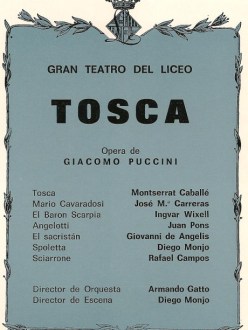 GRAN TEATRO DEL LICEO
TOSCA
Opera de
GIACOMO PUCCINI
Tosca Montserrat Caballé
Mario Cavaradosi José M.ª Carreras
El Baron Scarpia Ingvar Wixell
Angelotti Juan Pons
El sacristán Giovanni de Angelis
Spoletta Diego Monjo
Sciarrone Rafael Campos
Director de Orquesta Armando Gatto
Director de Escena Diego Monjo